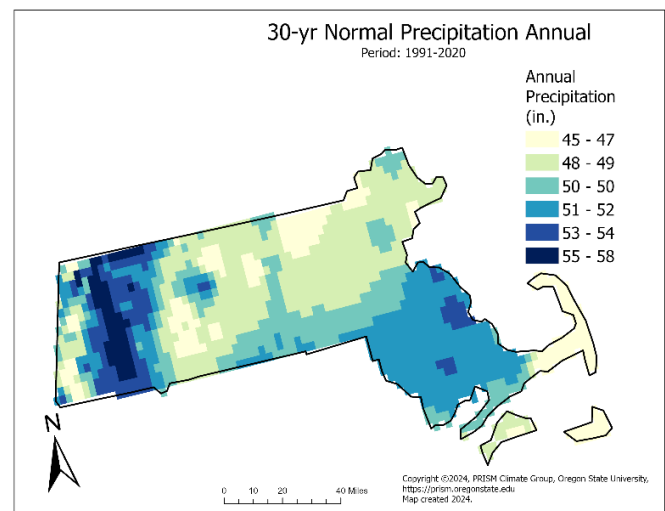 30-yr Normal Precipitation Annual
Period: 1991-2020
Annual
Precipitation
(in.)
45 - 47
48 - 49
50 - 50
51 - 52
53 - 54
55 - 58
N
0 10 20 40 Miles
Copyright ©2024, PRISM Climate Group, Oregon State University,
https://prism.oregonstate.edu
Map created 2024.